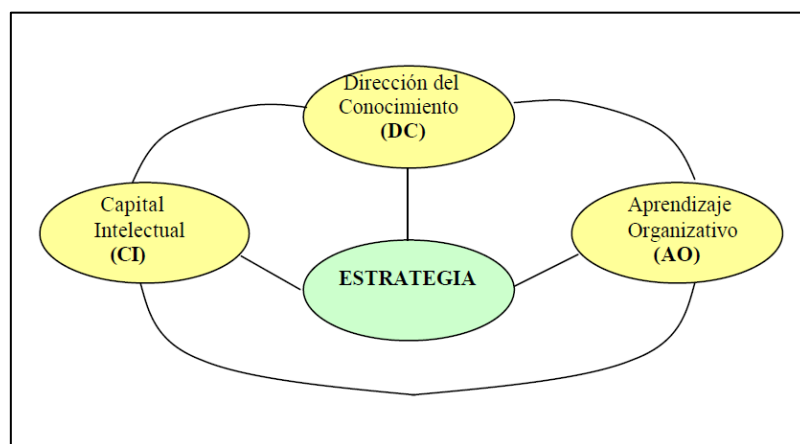 Dirección del
Conocimiento
(DC)
Capital
Intelectual
(CI)
Aprendizaje
Organizativo
(AO)
ESTRATEGIA